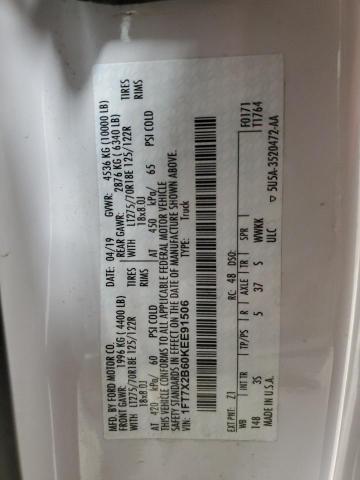 MFD. BY FORD MOTOR CO.
DATE: 04/19 GVWR: 4536 KG (10000 LB)
FRONT GAWR: 1996 KG (4400 LB) REAR GAWR: 2876 KG (6340 LB)
WITH LT275/70R18E 125/122R TIRES WITH LT275/70R18E 125/122R TIRES
18x8.0J RIMS 18x8.0J RIMS
AT 420 kPa/ 60 PSI COLD AT 450 kPa/ 65 PSI COLD
THIS VEHICLE CONFORMS TO ALL APPLICABLE FEDERAL MOTOR VEHICLE
SAFETY STANDARDS IN EFFECT ON THE DATE OF MANUFACTURE SHOWN ABOVE.
VIN: 1FT7X2B60KEE91506 TYPE: Truck
F0171
T1764
EXT PNT: Z1 RC: 48 DSO:
WB INT TR TP/PS R AXLE TR SPR
148 35 5 37 S WWKK
MADE IN U.S.A. ULC
5U5A-3520472-AA